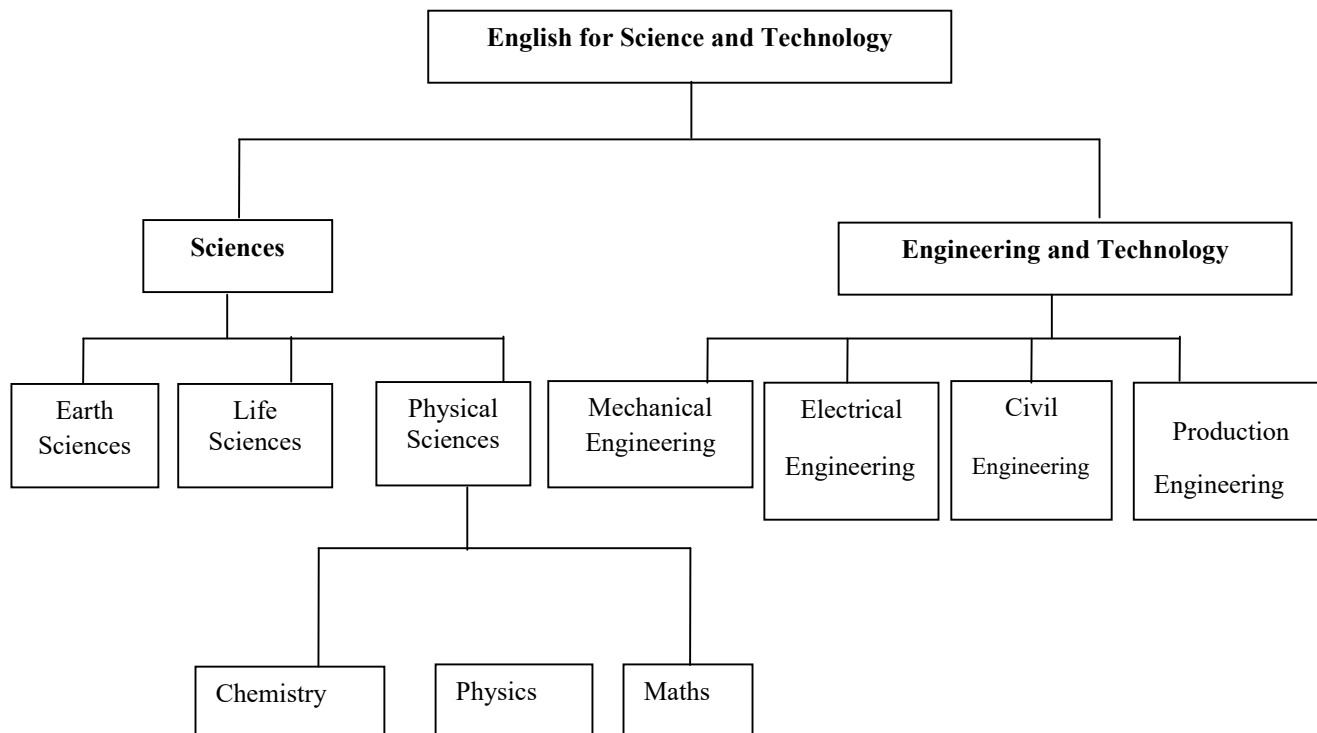 English for Science and Technology
Sciences
Engineering and Technology
Earth
Sciences
Life
Sciences
Physical
Sciences
Mechanical
Engineering
Electrical
Engineering
Civil
Engineering
Production
Engineering
Chemistry
Physics
Maths